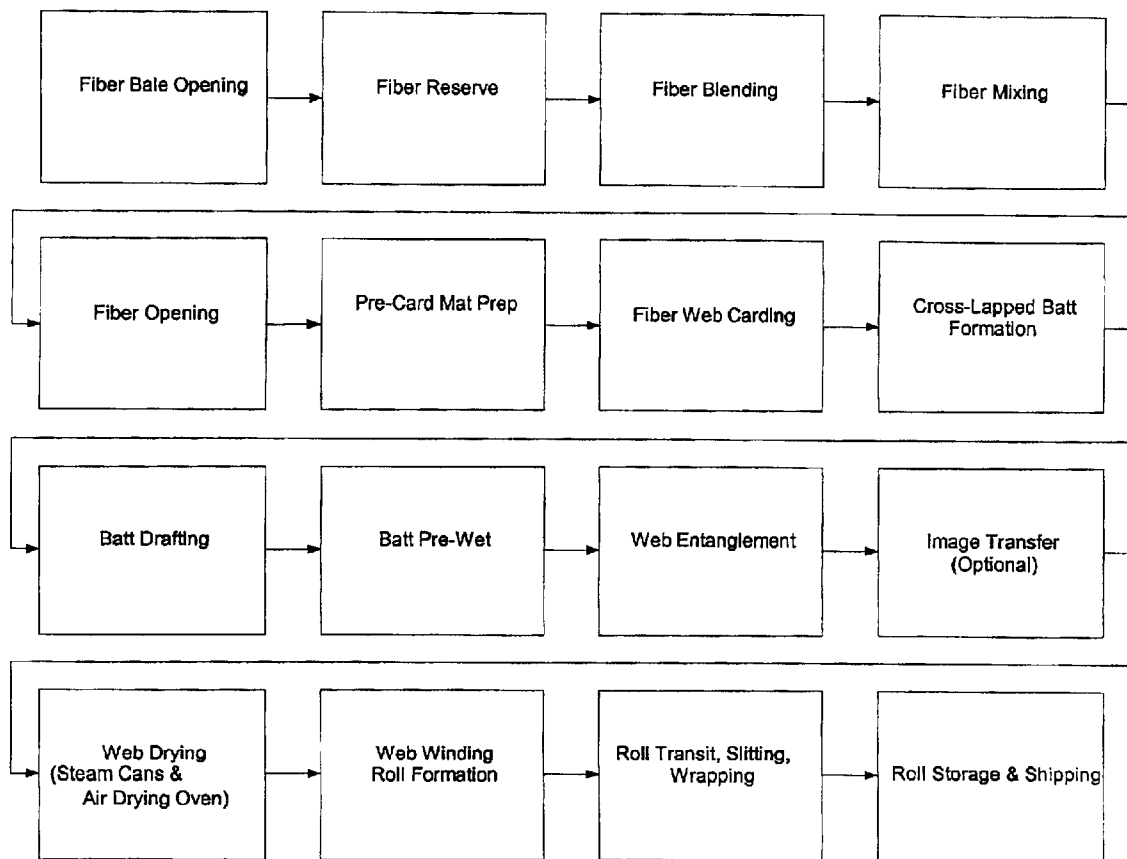 Fiber Bale Opening
Fiber Reserve
Fiber Blending
Fiber Mixing
Fiber Opening
Pre-Card Mat Prep
Fiber Web Carding
Cross-Lapped Batt
Formation
Batt Drafting
Batt Pre-Wet
Web Entanglement
Image Transfer
(Optional)
Web Drying
(Steam Cans &
Air Drying Oven)
Web Winding
Roll Formation
Roll Transit, Slitting,
Wrapping
Roll Storage & Shipping